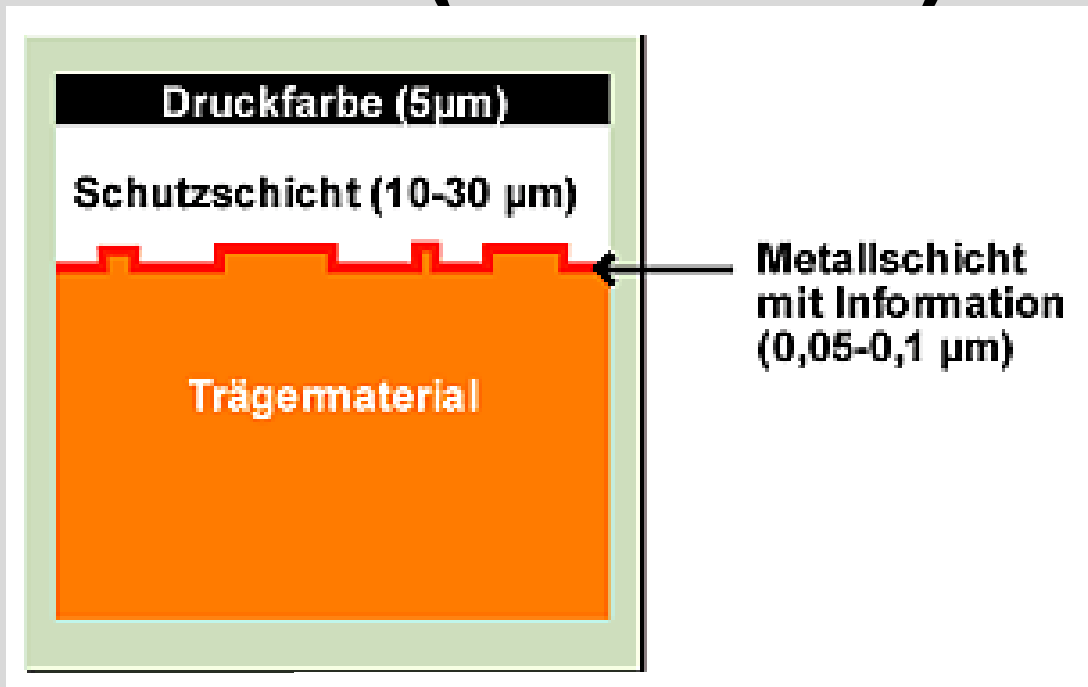 Druckfarbe (5µm)
Schutzschicht (10-30 µm)
Metallschicht
mit Information
(0,05-0,1 µm)
Trägermaterial